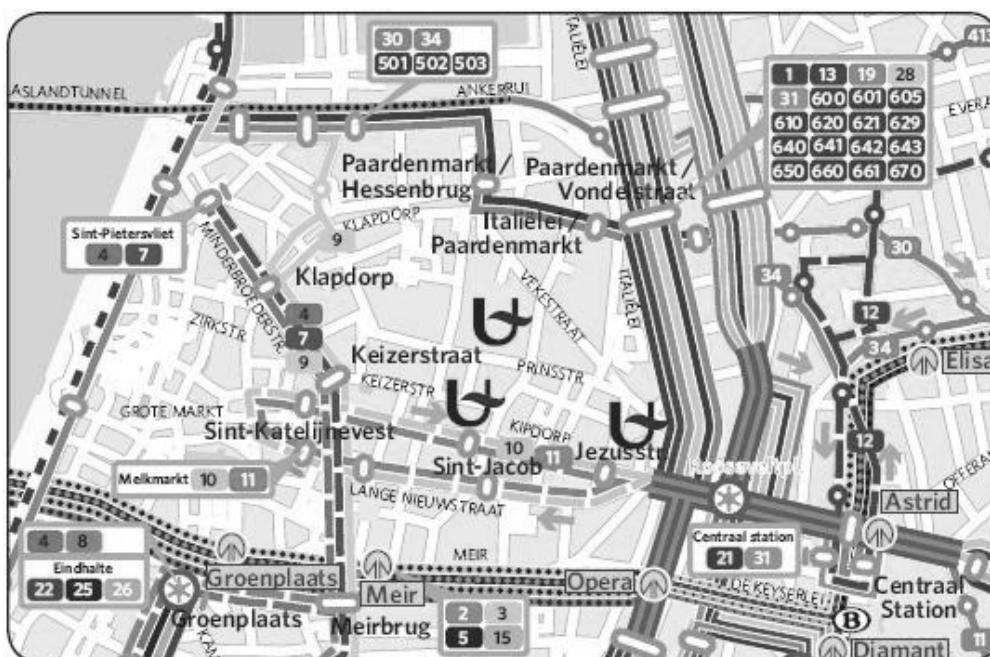 30 34
501 502 503
ITALIËLEI
ITALIËLEI
413
1 13 19 28
31 600 601 605
610 620 621 629
640 641 642 643
650 660 661 670
ASLANDTUNNEL
ANKERRUI
EVERA
Paardenmarkt /
Hessenbrug
Paardenmarkt /
Vondelstraat
KLAPDORP
9
Italiëlei /
Paardenmarkt
Sint-Pietersvliet
4 7
MINDERBROEDERSTR.
Klapdorp
VEKESTRAAT
ITALIËLEI
30
34
12
4
7
9
ZIRKSTR.
Keizerstraat
PRINSSTR.
34
Elisa
KEIZERSTR
GROTE MARKT
Sint-Katelijnevest
KIPDORP
10 11
Jezusstr.
12
Sint-Jacob
Melkmarkt 10 11
LANGE NIEUWSTRAAT
OFFERAN
Astrid
4 8
Eindhalte
22 25 26
MEIR
Centraal station
21 31
Groenplaats
Meir
Opera
DE KEYSERLEI
Centraal
Station
Groenplaats
Meirbrug
2 3
5 15
B
Diamant
11